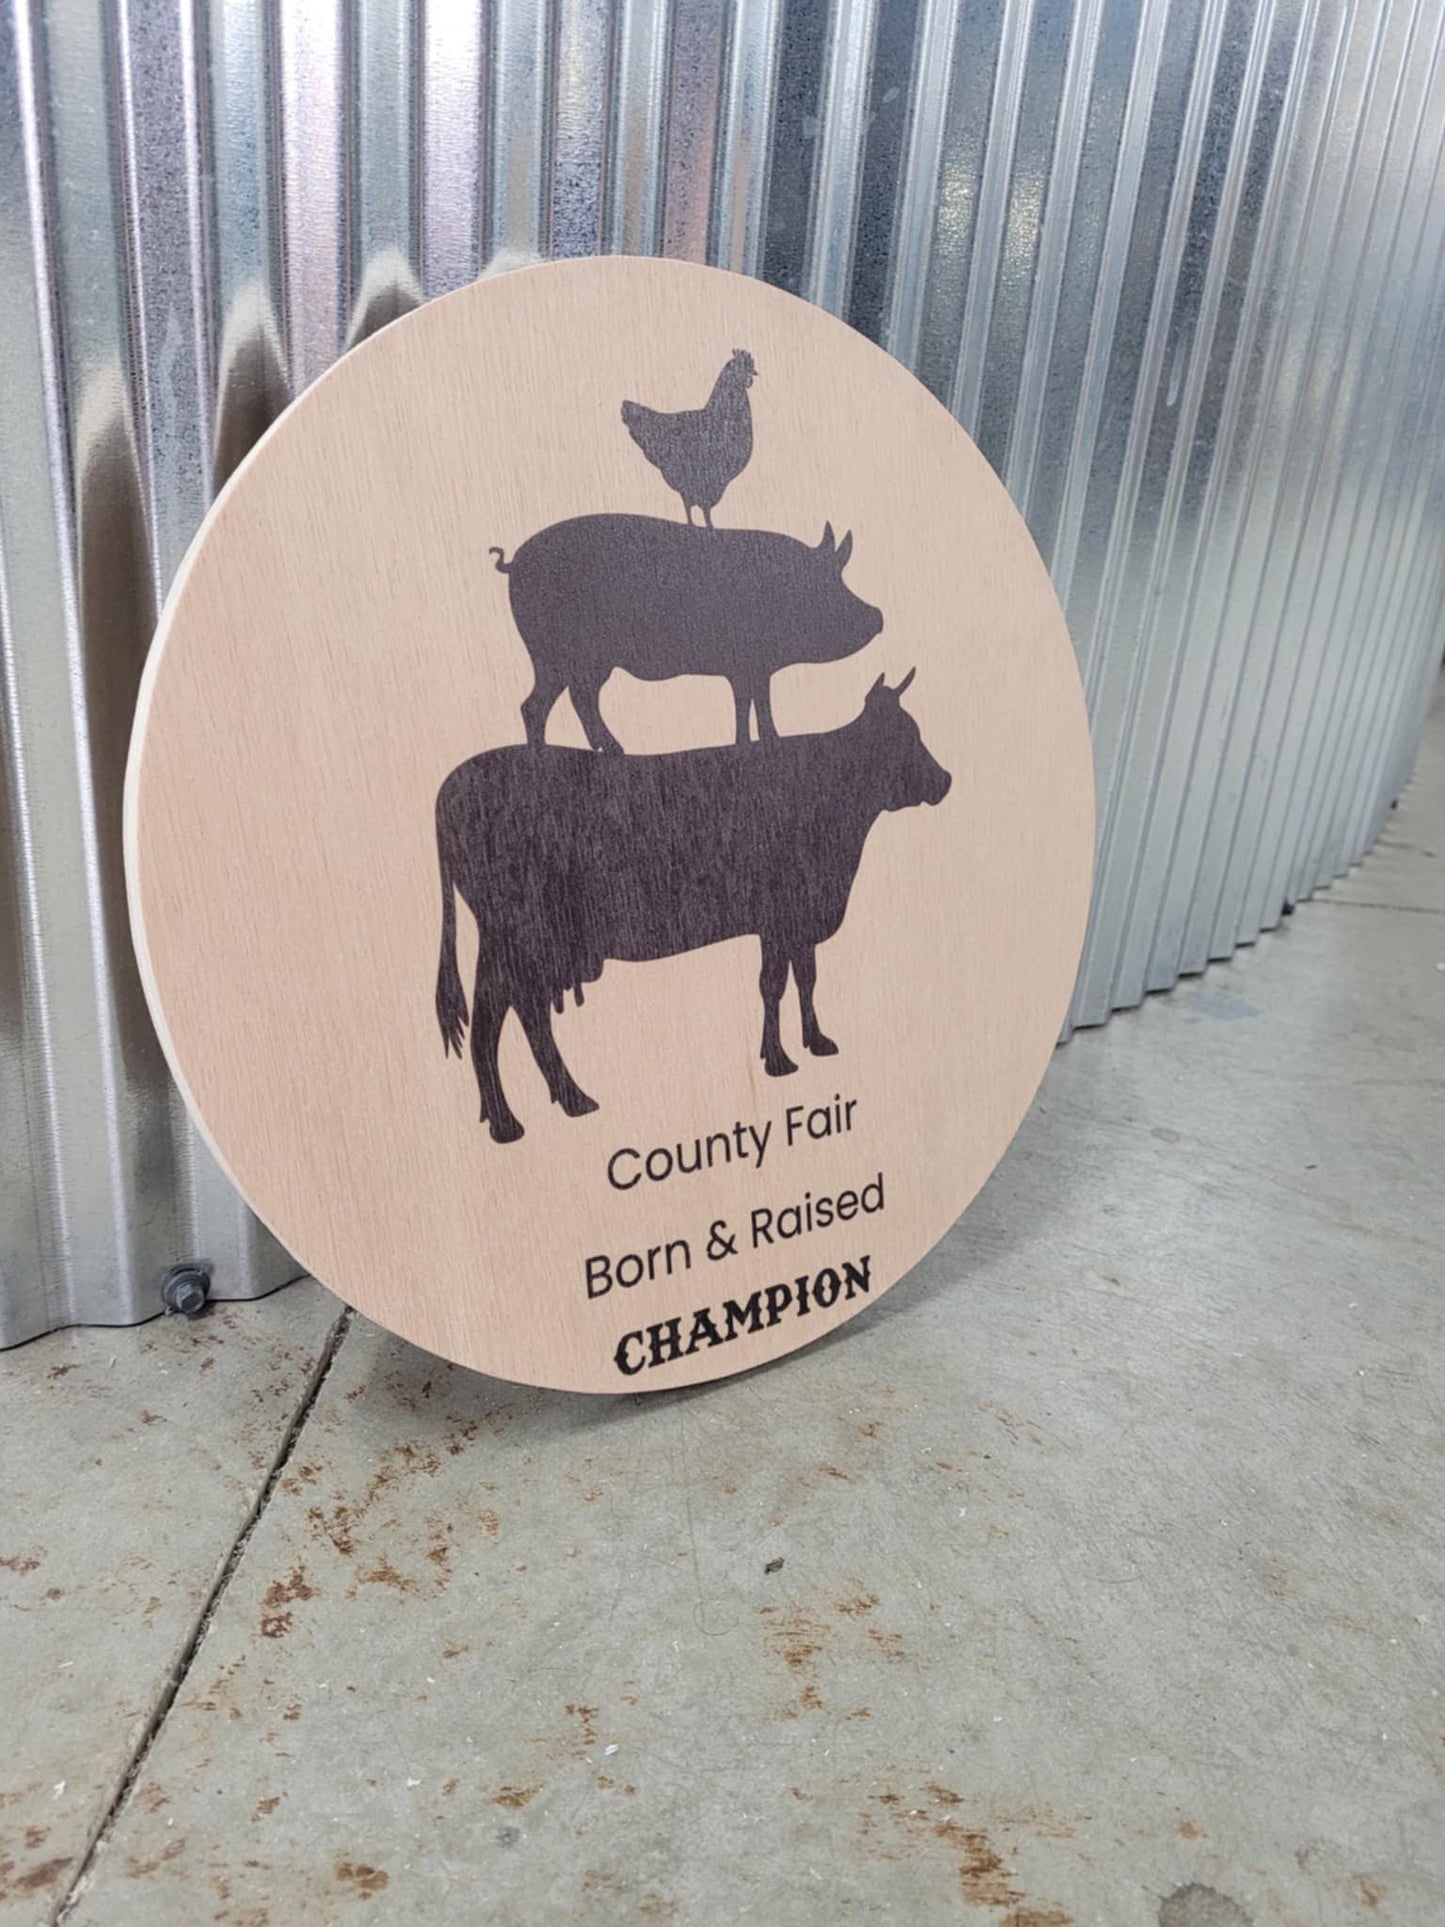 County Fair
Born & Raised
CHAMPION